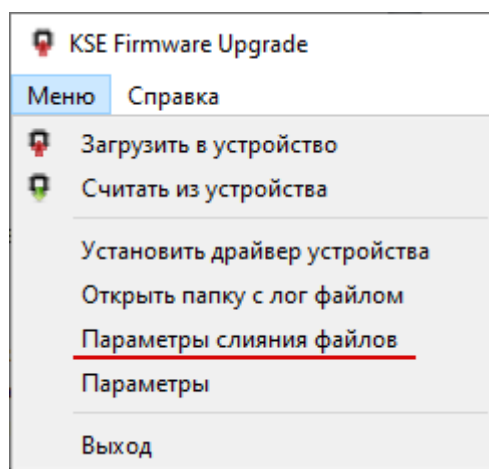 KSE Firmware Upgrade
Меню Справка
Загрузить в устройство
Считать из устройства
Установить драйвер устройства
Открыть папку с лог файлом
Параметры слияния файлов
Параметры
Выход